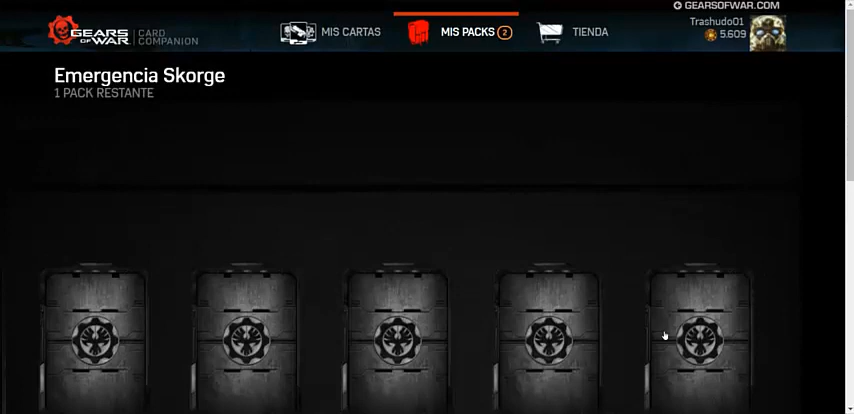 GEARSOFWAR.COM
GEARS OF WAR
CARD COMPANION
MIS CARTAS
MIS PACKS 2
TIENDA
Trashudo01
5.609
Emergencia Skorge
1 PACK RESTANTE